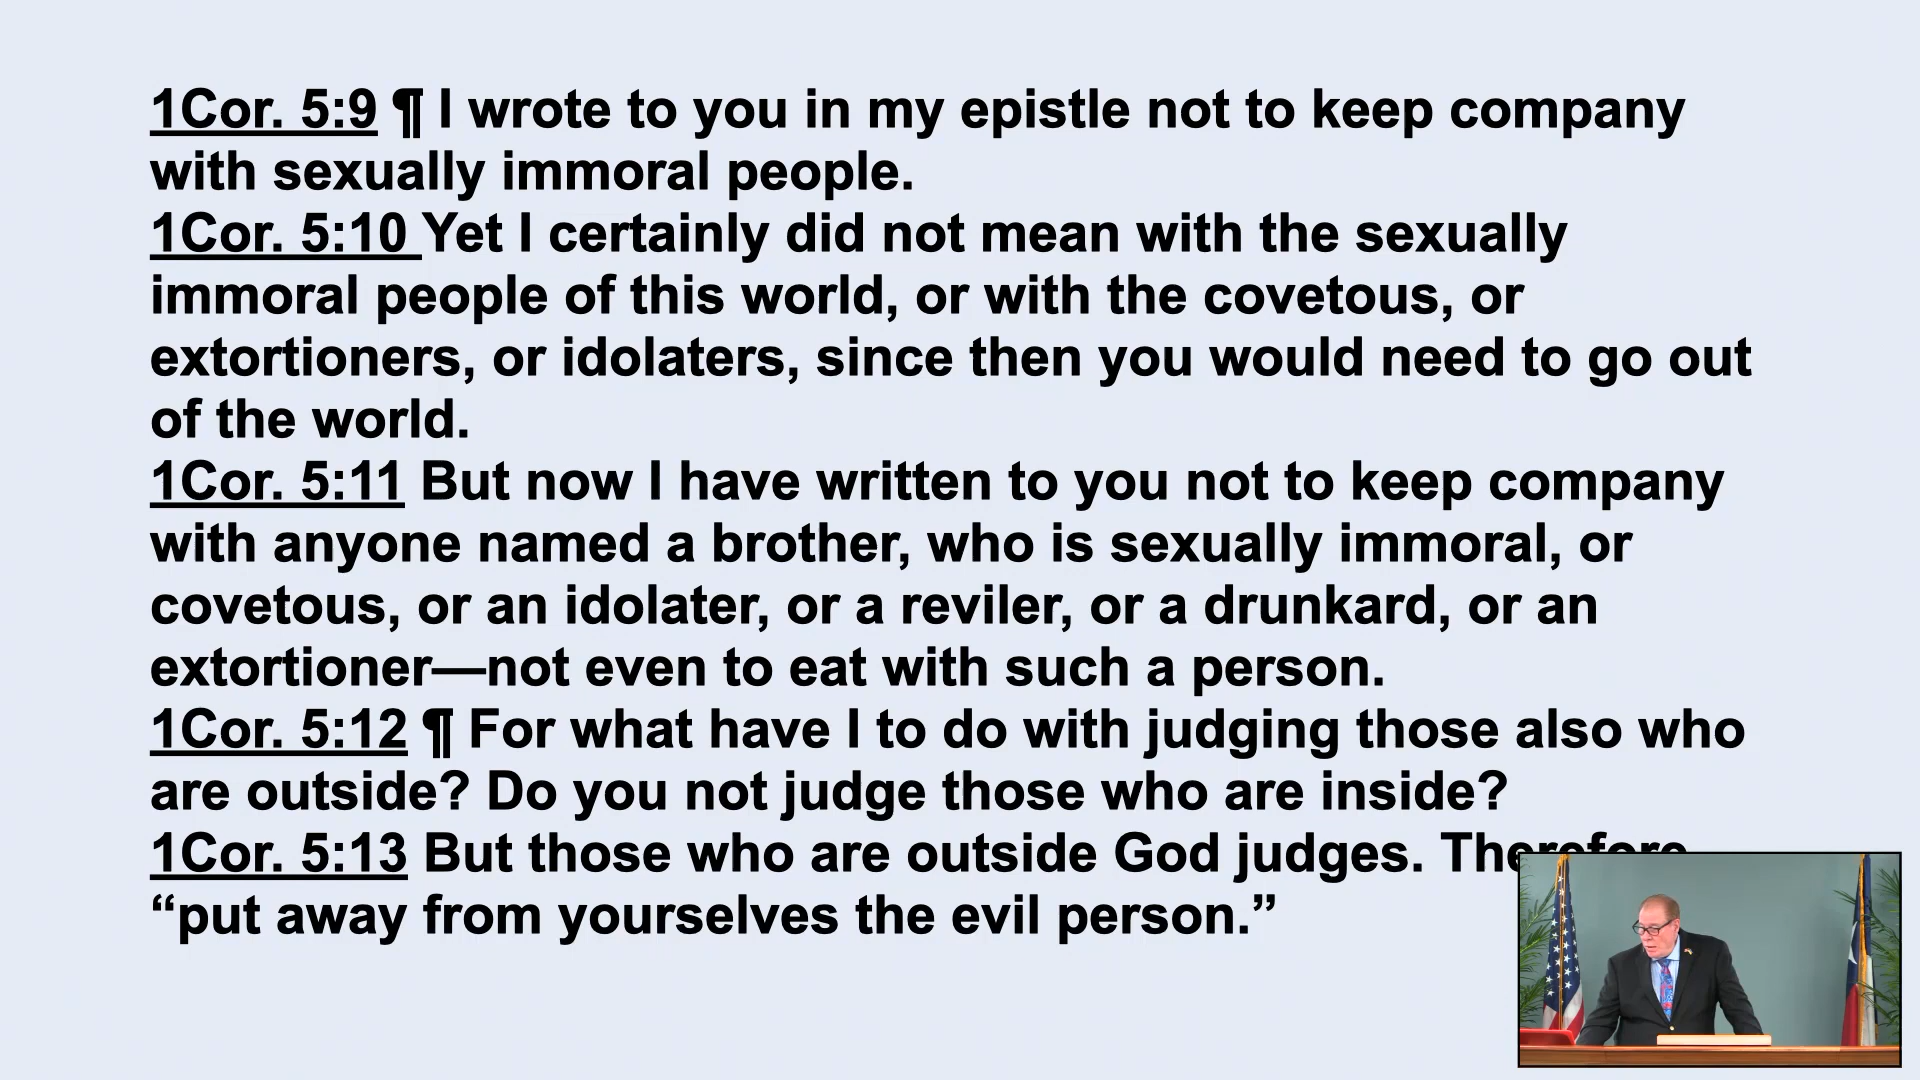 1Cor. 5:9 ¶ I wrote to you in my epistle not to keep company
with sexually immoral people.
1Cor. 5:10 Yet I certainly did not mean with the sexually
immoral people of this world, or with the covetous, or
extortioners, or idolaters, since then you would need to go out
of the world.
1Cor. 5:11 But now I have written to you not to keep company
with anyone named a brother, who is sexually immoral, or
covetous, or an idolater, or a reviler, or a drunkard, or an
extortioner—not even to eat with such a person.
1Cor. 5:12 ¶ For what have I to do with judging those also who
are outside? Do you not judge those who are inside?
1Cor. 5:13 But those who are outside God judges. Therefore
“put away from yourselves the evil person.”